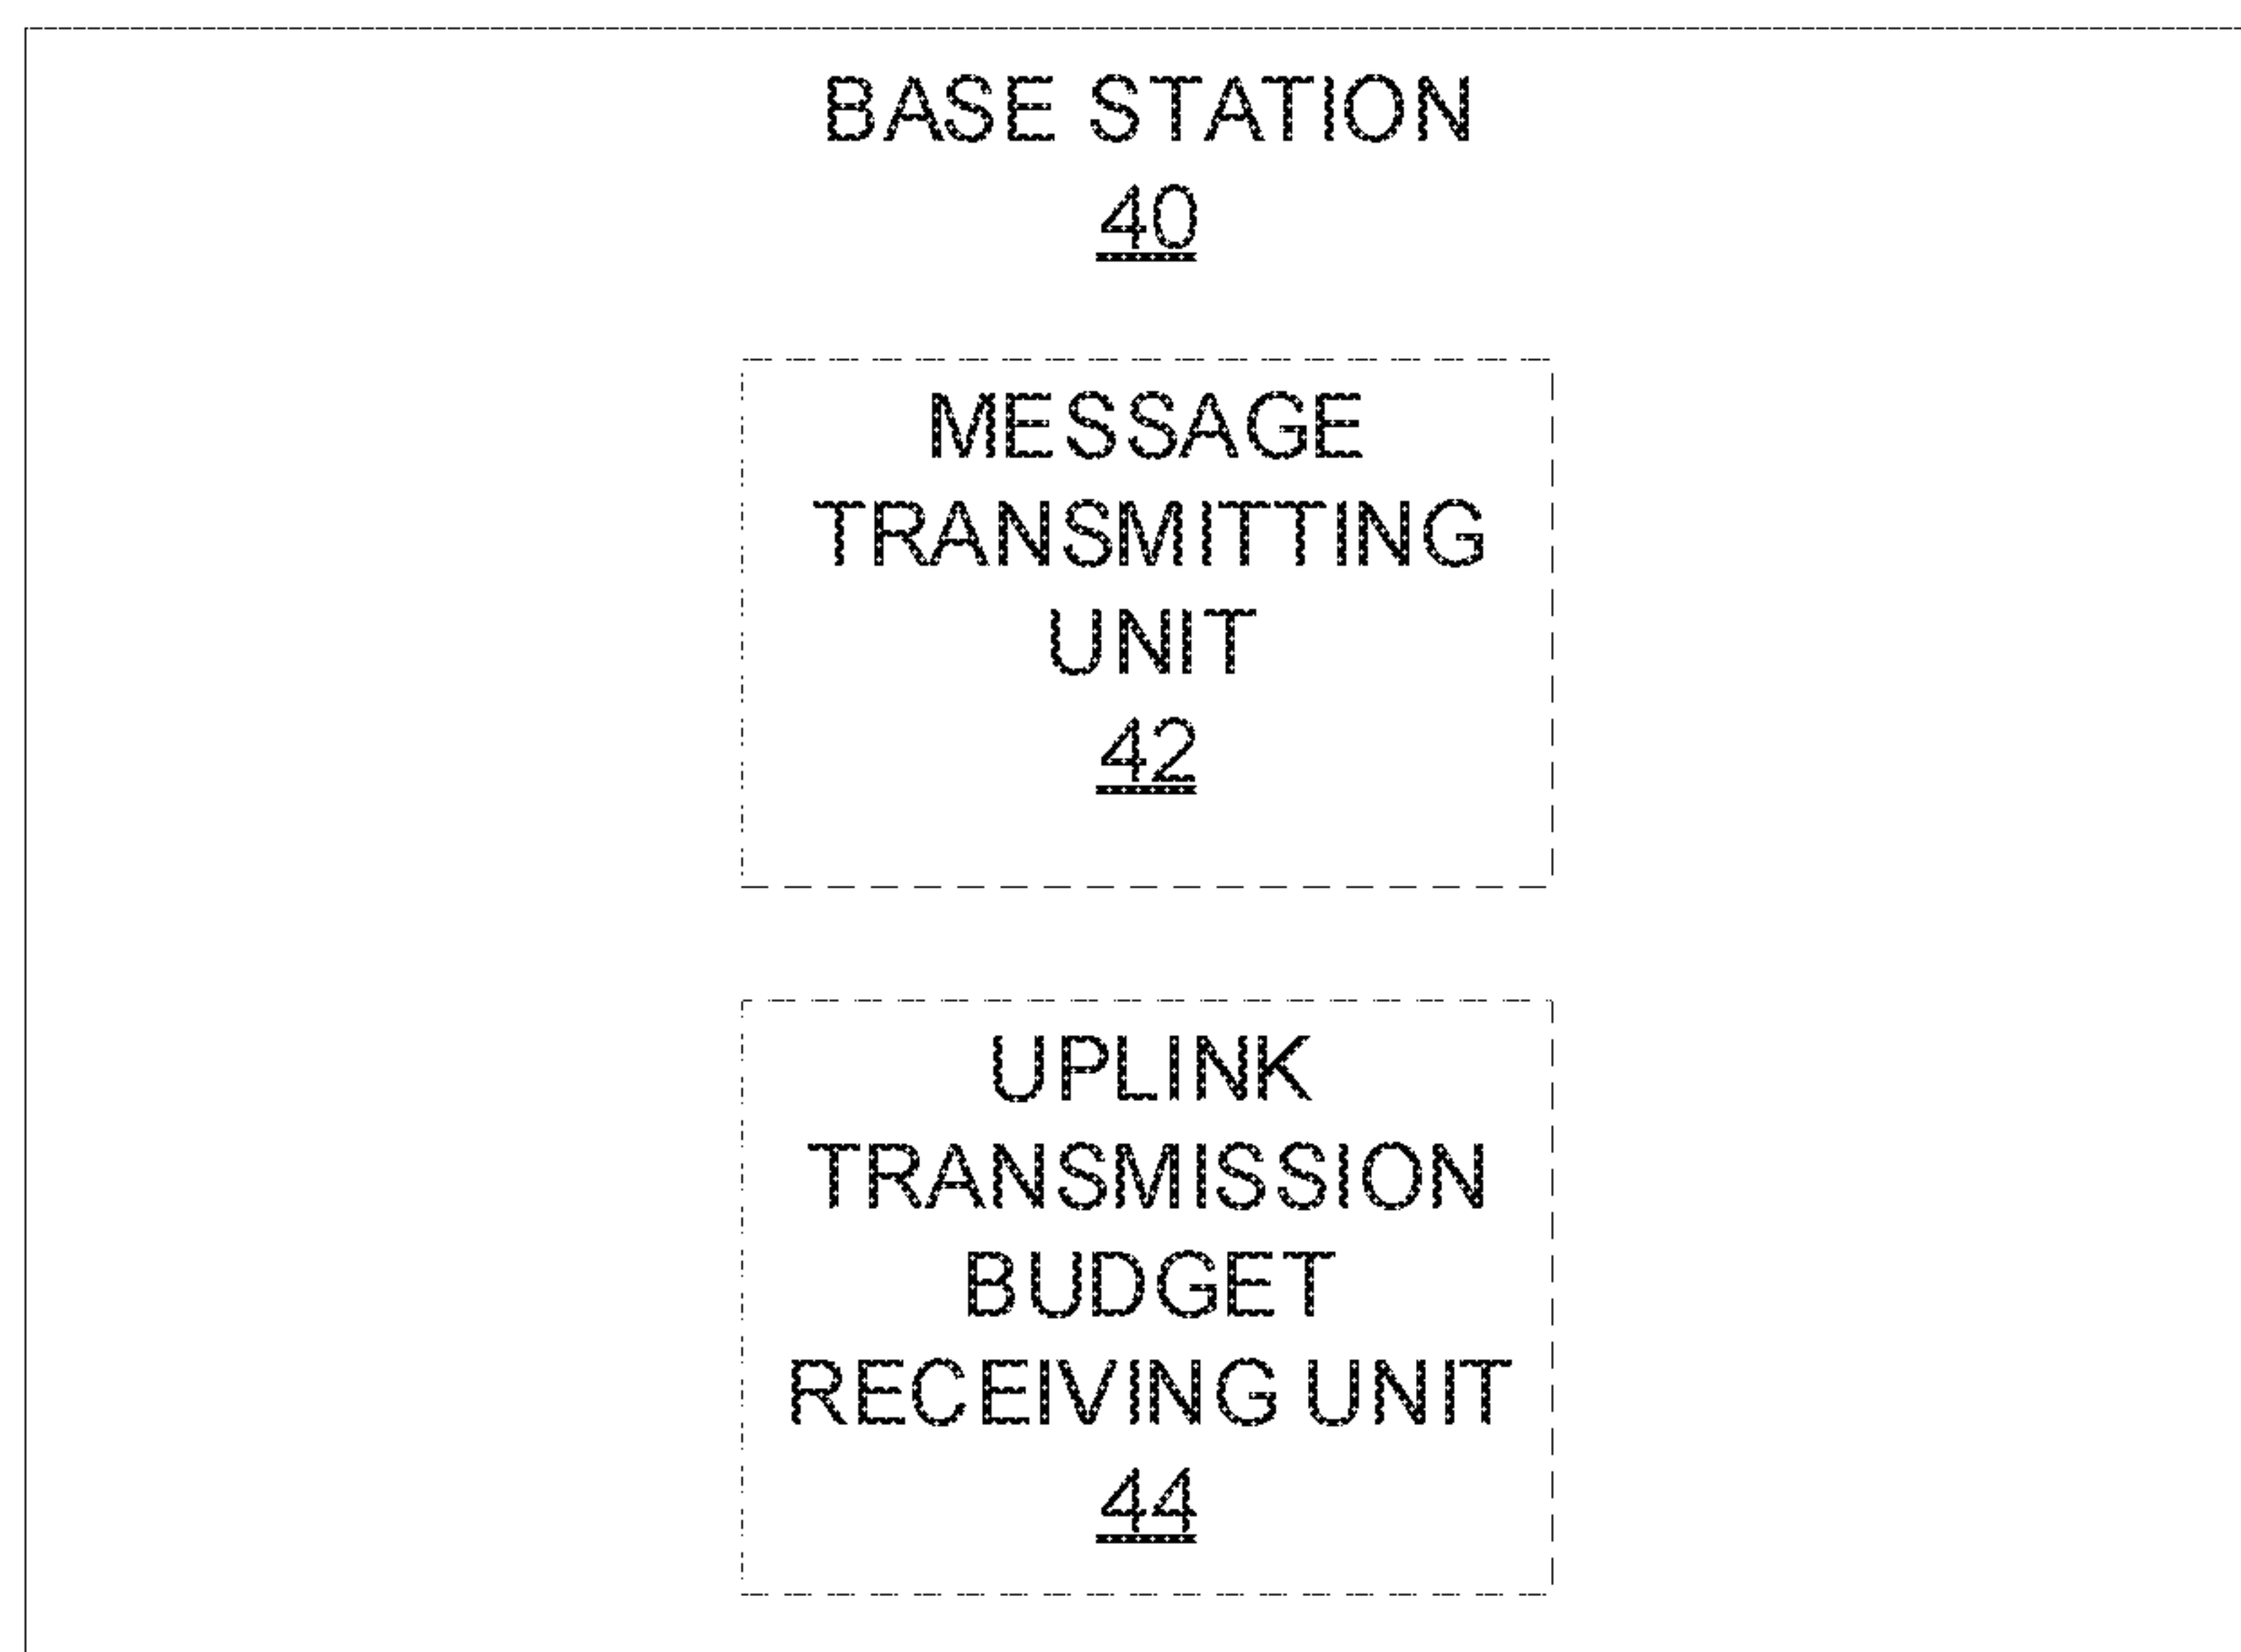 BASE STATION
40
MESSAGE
TRANSMITTING
UNIT
42
UPLINK
TRANSMISSION
BUDGET
RECEIVING UNIT
44